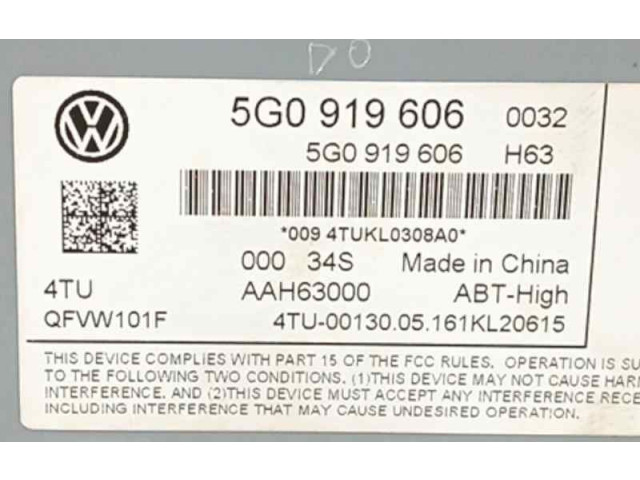 DO
5G0 919 606 0032
5G0 919 606 H63
*009 4TUKL0308A0*
000 34S Made in China
4TU AAH63000 ABT-High
QFVW101F 4TU-00130.05.161KL20615
THIS DEVICE COMPLIES WITH PART 15 OF THE FCC RULES. OPERATION IS SU
TO THE FOLLOWING TWO CONDITIONS. (1)THIS DEVICE MAY NOT CAUSE HAR
INTERFERENCE. AND (2)THIS DEVICE MUST ACCEPT ANY INTERFERENCE RECE
INCLUDING INTERFERENCE THAT MAY CAUSE UNDESIRED OPERATION.